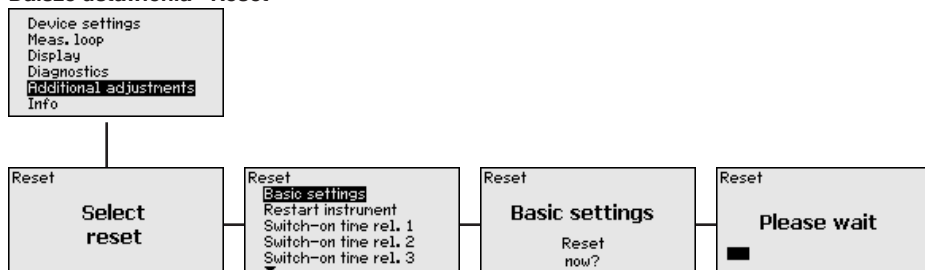 Dalsze ustawienia - Reset
Device settings
Meas. loop
Display
Diagnostics
Additional adjustments
Info
Reset
Select
reset
Reset
Basic settings
Restart instrument
Switch-on time rel. 1
Switch-on time rel. 2
Switch-on time rel. 3
Reset
Basic settings
Reset
now?
Reset
Please wait